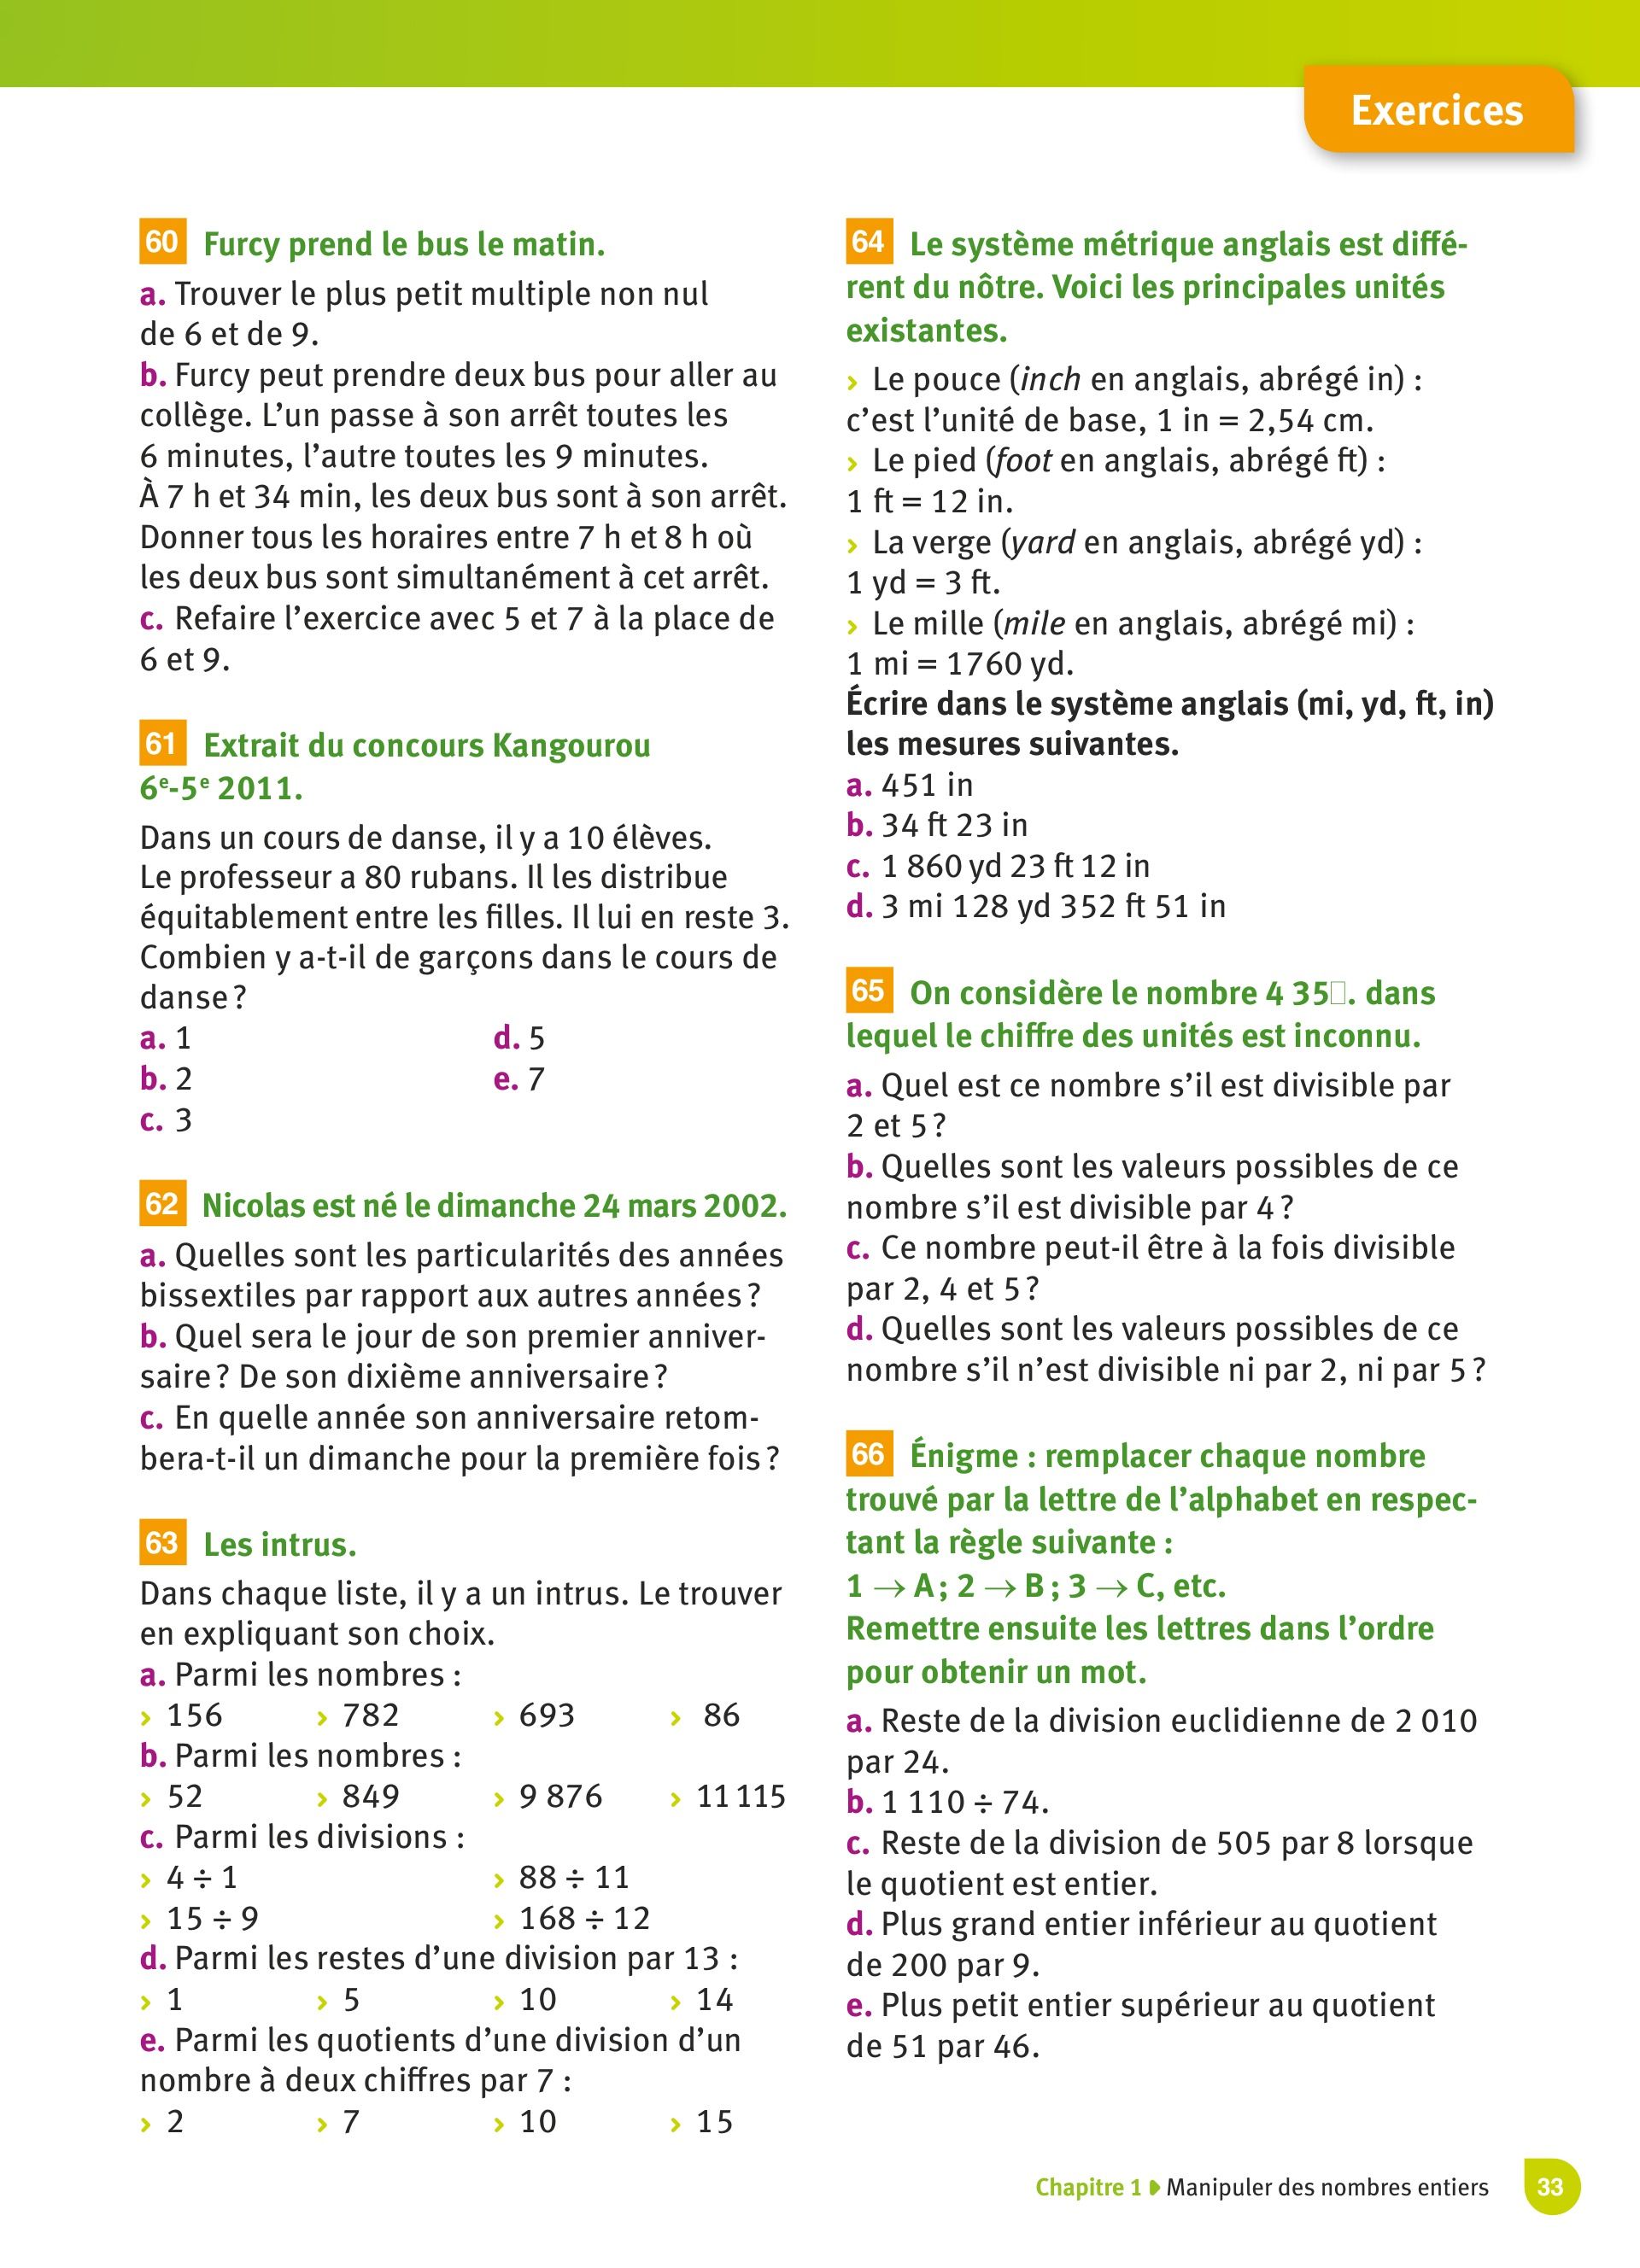 Exercices
60 Furcy prend le bus le matin.
a. Trouver le plus petit multiple non nul
de 6 et de 9.
b. Furcy peut prendre deux bus pour aller au
collège. L’un passe à son arrêt toutes les
6 minutes, l’autre toutes les 9 minutes.
À 7 h et 34 min, les deux bus sont à son arrêt.
Donner tous les horaires entre 7 h et 8 h où
les deux bus sont simultanément à cet arrêt.
c. Refaire l’exercice avec 5 et 7 à la place de
6 et 9.
61 Extrait du concours Kangourou
6e-5e 2011.
Dans un cours de danse, il y a 10 élèves.
Le professeur a 80 rubans. Il les distribue
équitablement entre les filles. Il lui en reste 3.
Combien y a-t-il de garçons dans le cours de
danse ?
a. 1 d. 5
b. 2 e. 7
c. 3
62 Nicolas est né le dimanche 24 mars 2002.
a. Quelles sont les particularités des années
bissextiles par rapport aux autres années ?
b. Quel sera le jour de son premier anniver-
saire ? De son dixième anniversaire ?
c. En quelle année son anniversaire retom-
bera-t-il un dimanche pour la première fois ?
63 Les intrus.
Dans chaque liste, il y a un intrus. Le trouver
en expliquant son choix.
a. Parmi les nombres :
› 156 › 782 › 693 › 86
b. Parmi les nombres :
› 52 › 849 › 9 876 › 11 115
c. Parmi les divisions :
› 4 ÷ 1 › 88 ÷ 11
› 15 ÷ 9 › 168 ÷ 12
d. Parmi les restes d’une division par 13 :
› 1 › 5 › 10 › 14
e. Parmi les quotients d’une division d’un
nombre à deux chiffres par 7 :
› 2 › 7 › 10 › 15
64 Le système métrique anglais est diffé-
rent du nôtre. Voici les principales unités
existantes.
› Le pouce (inch en anglais, abrégé in) :
c’est l’unité de base, 1 in = 2,54 cm.
› Le pied (foot en anglais, abrégé ft) :
1 ft = 12 in.
› La verge (yard en anglais, abrégé yd) :
1 yd = 3 ft.
› Le mille (mile en anglais, abrégé mi) :
1 mi = 1760 yd.
Écrire dans le système anglais (mi, yd, ft, in)
les mesures suivantes.
a. 451 in
b. 34 ft 23 in
c. 1 860 yd 23 ft 12 in
d. 3 mi 128 yd 352 ft 51 in
65 On considère le nombre 4 35□. dans
lequel le chiffre des unités est inconnu.
a. Quel est ce nombre s’il est divisible par
2 et 5 ?
b. Quelles sont les valeurs possibles de ce
nombre s’il est divisible par 4 ?
c. Ce nombre peut-il être à la fois divisible
par 2, 4 et 5 ?
d. Quelles sont les valeurs possibles de ce
nombre s’il n’est divisible ni par 2, ni par 5 ?
66 Énigme : remplacer chaque nombre
trouvé par la lettre de l’alphabet en respec-
tant la règle suivante :
1 → A ; 2 → B ; 3 → C, etc.
Remettre ensuite les lettres dans l’ordre
pour obtenir un mot.
a. Reste de la division euclidienne de 2 010
par 24.
b. 1 110 ÷ 74.
c. Reste de la division de 505 par 8 lorsque
le quotient est entier.
d. Plus grand entier inférieur au quotient
de 200 par 9.
e. Plus petit entier supérieur au quotient
de 51 par 46.
Chapitre 1 Manipuler des nombres entiers 33